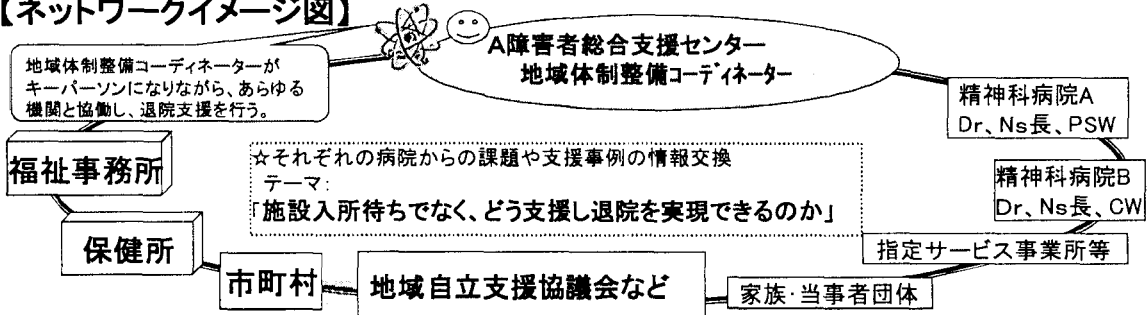 【ネットワークイメージ図】
A障害者総合支援センター
地域体制整備コーディネーター
地域体制整備コーディネーターが
キーパーソンになりながら、あらゆる
機関と協働し、退院支援を行う。
精神科病院A
Dr、Ns長、PSW
福祉事務所
☆それぞれの病院からの課題や支援事例の情報交換
テーマ:
「施設入所待ちでなく、どう支援し退院を実現できるのか」
精神科病院B
Dr、Ns長、CW
保健所
指定サービス事業所等
市町村
地域自立支援協議会など
家族・当事者団体